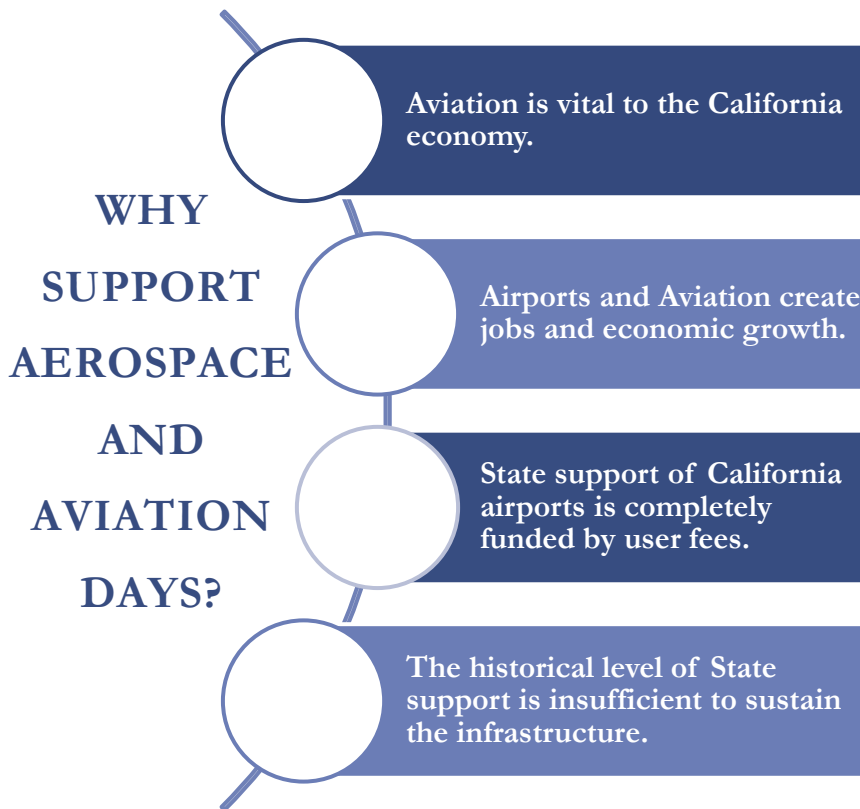 WHY
SUPPORT
AEROSPACE
AND
AVIATION
DAYS?
Aviation is vital to the California
economy.
Airports and Aviation create
jobs and economic growth.
State support of California
airports is completely
funded by user fees.
The historical level of State
support is insufficient to sustain
the infrastructure.